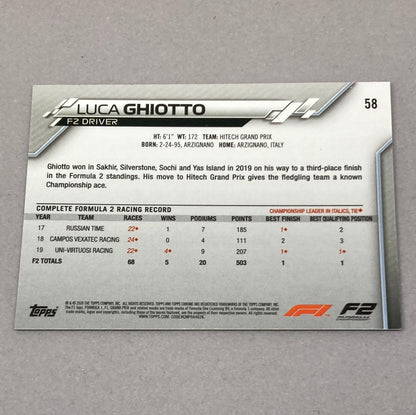 LUCA GHIOTTO
58
F2 DRIVER
HT: 6'1" WT: 172 TEAM: HITECH GRAND PRIX
BORN: 2-24-95, ARZIGNANO HOME: ARZIGNANO, ITALY
Ghiotto won in Sakhir, Silverstone, Sochi and Yas Island in 2019 on his way to a third-place finish
in the Formula 2 standings. His move to Hitech Grand Prix gives the fledgling team a known
Championship ace.
COMPLETE FORMULA 2 RACING RECORD CHAMPIONSHIP LEADER IN ITALICS, TIE♦
YEAR TEAM RACES WINS PODIUMS POINTS BEST FINISH BEST QUALIFYING POSITION
17 RUSSIAN TIME 22♦ 1 7 185 1♦ 2
18 CAMPOS VEXATEC RACING 24♦ 0 4 111 2 3
19 UNI-VIRTUOSI RACING 22♦ 4♦ 9 207 1♦ 1♦
F2 TOTALS 68 5 20 503 1 1
Topps
WWW.TOPPS.COM
F1
F2